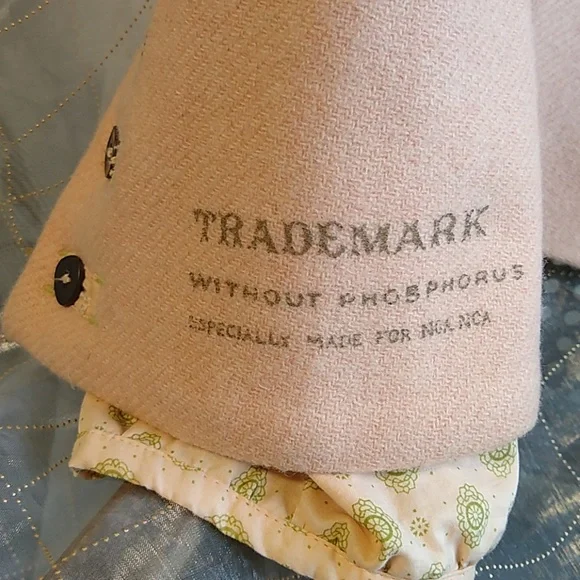 TRADEMARK
WITHOUT PHOSPHORUS
ESPECIALLY MADE FOR